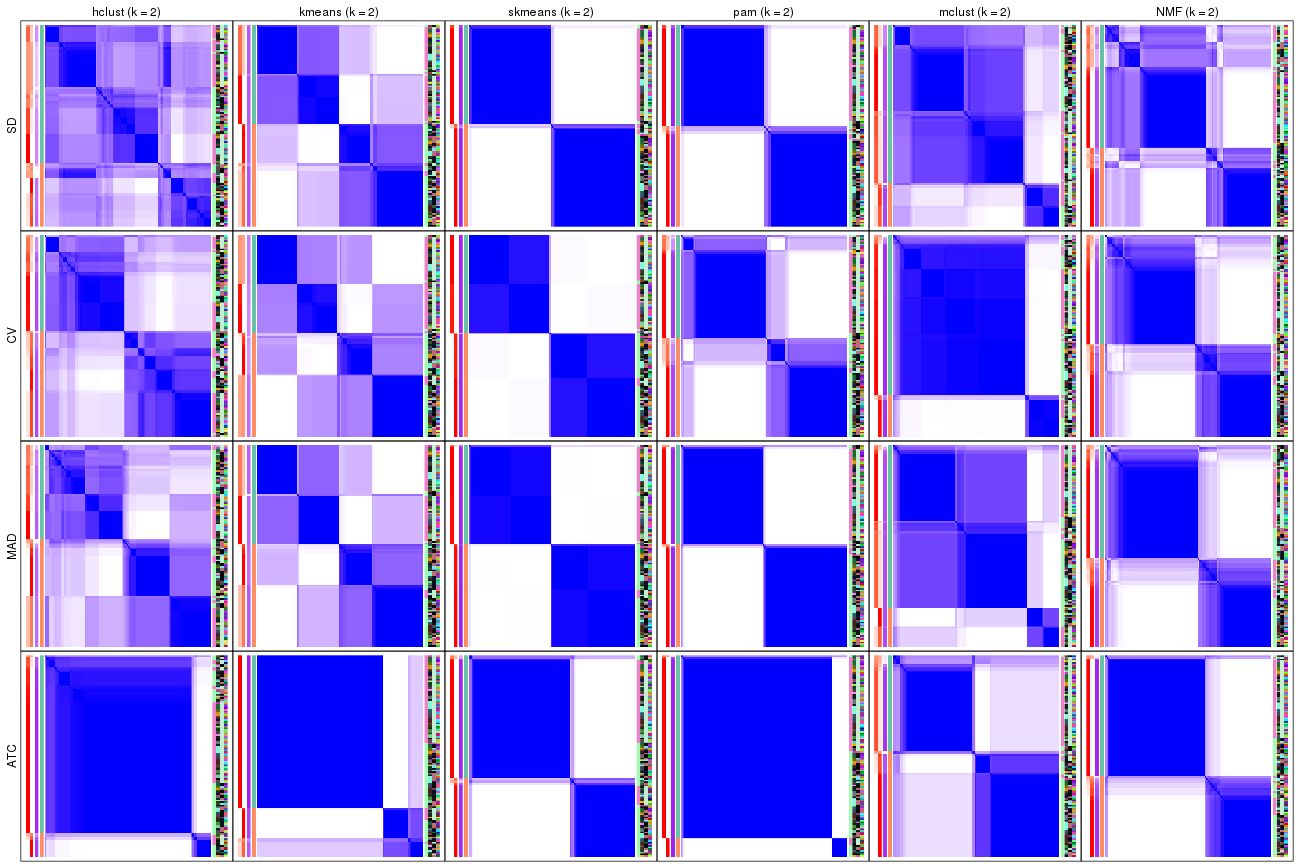 hclust (k = 2) kmeans (k = 2) skmeans (k = 2) pam (k = 2) mclust (k = 2) NMF (k = 2)
SD
CV
MAD
ATC